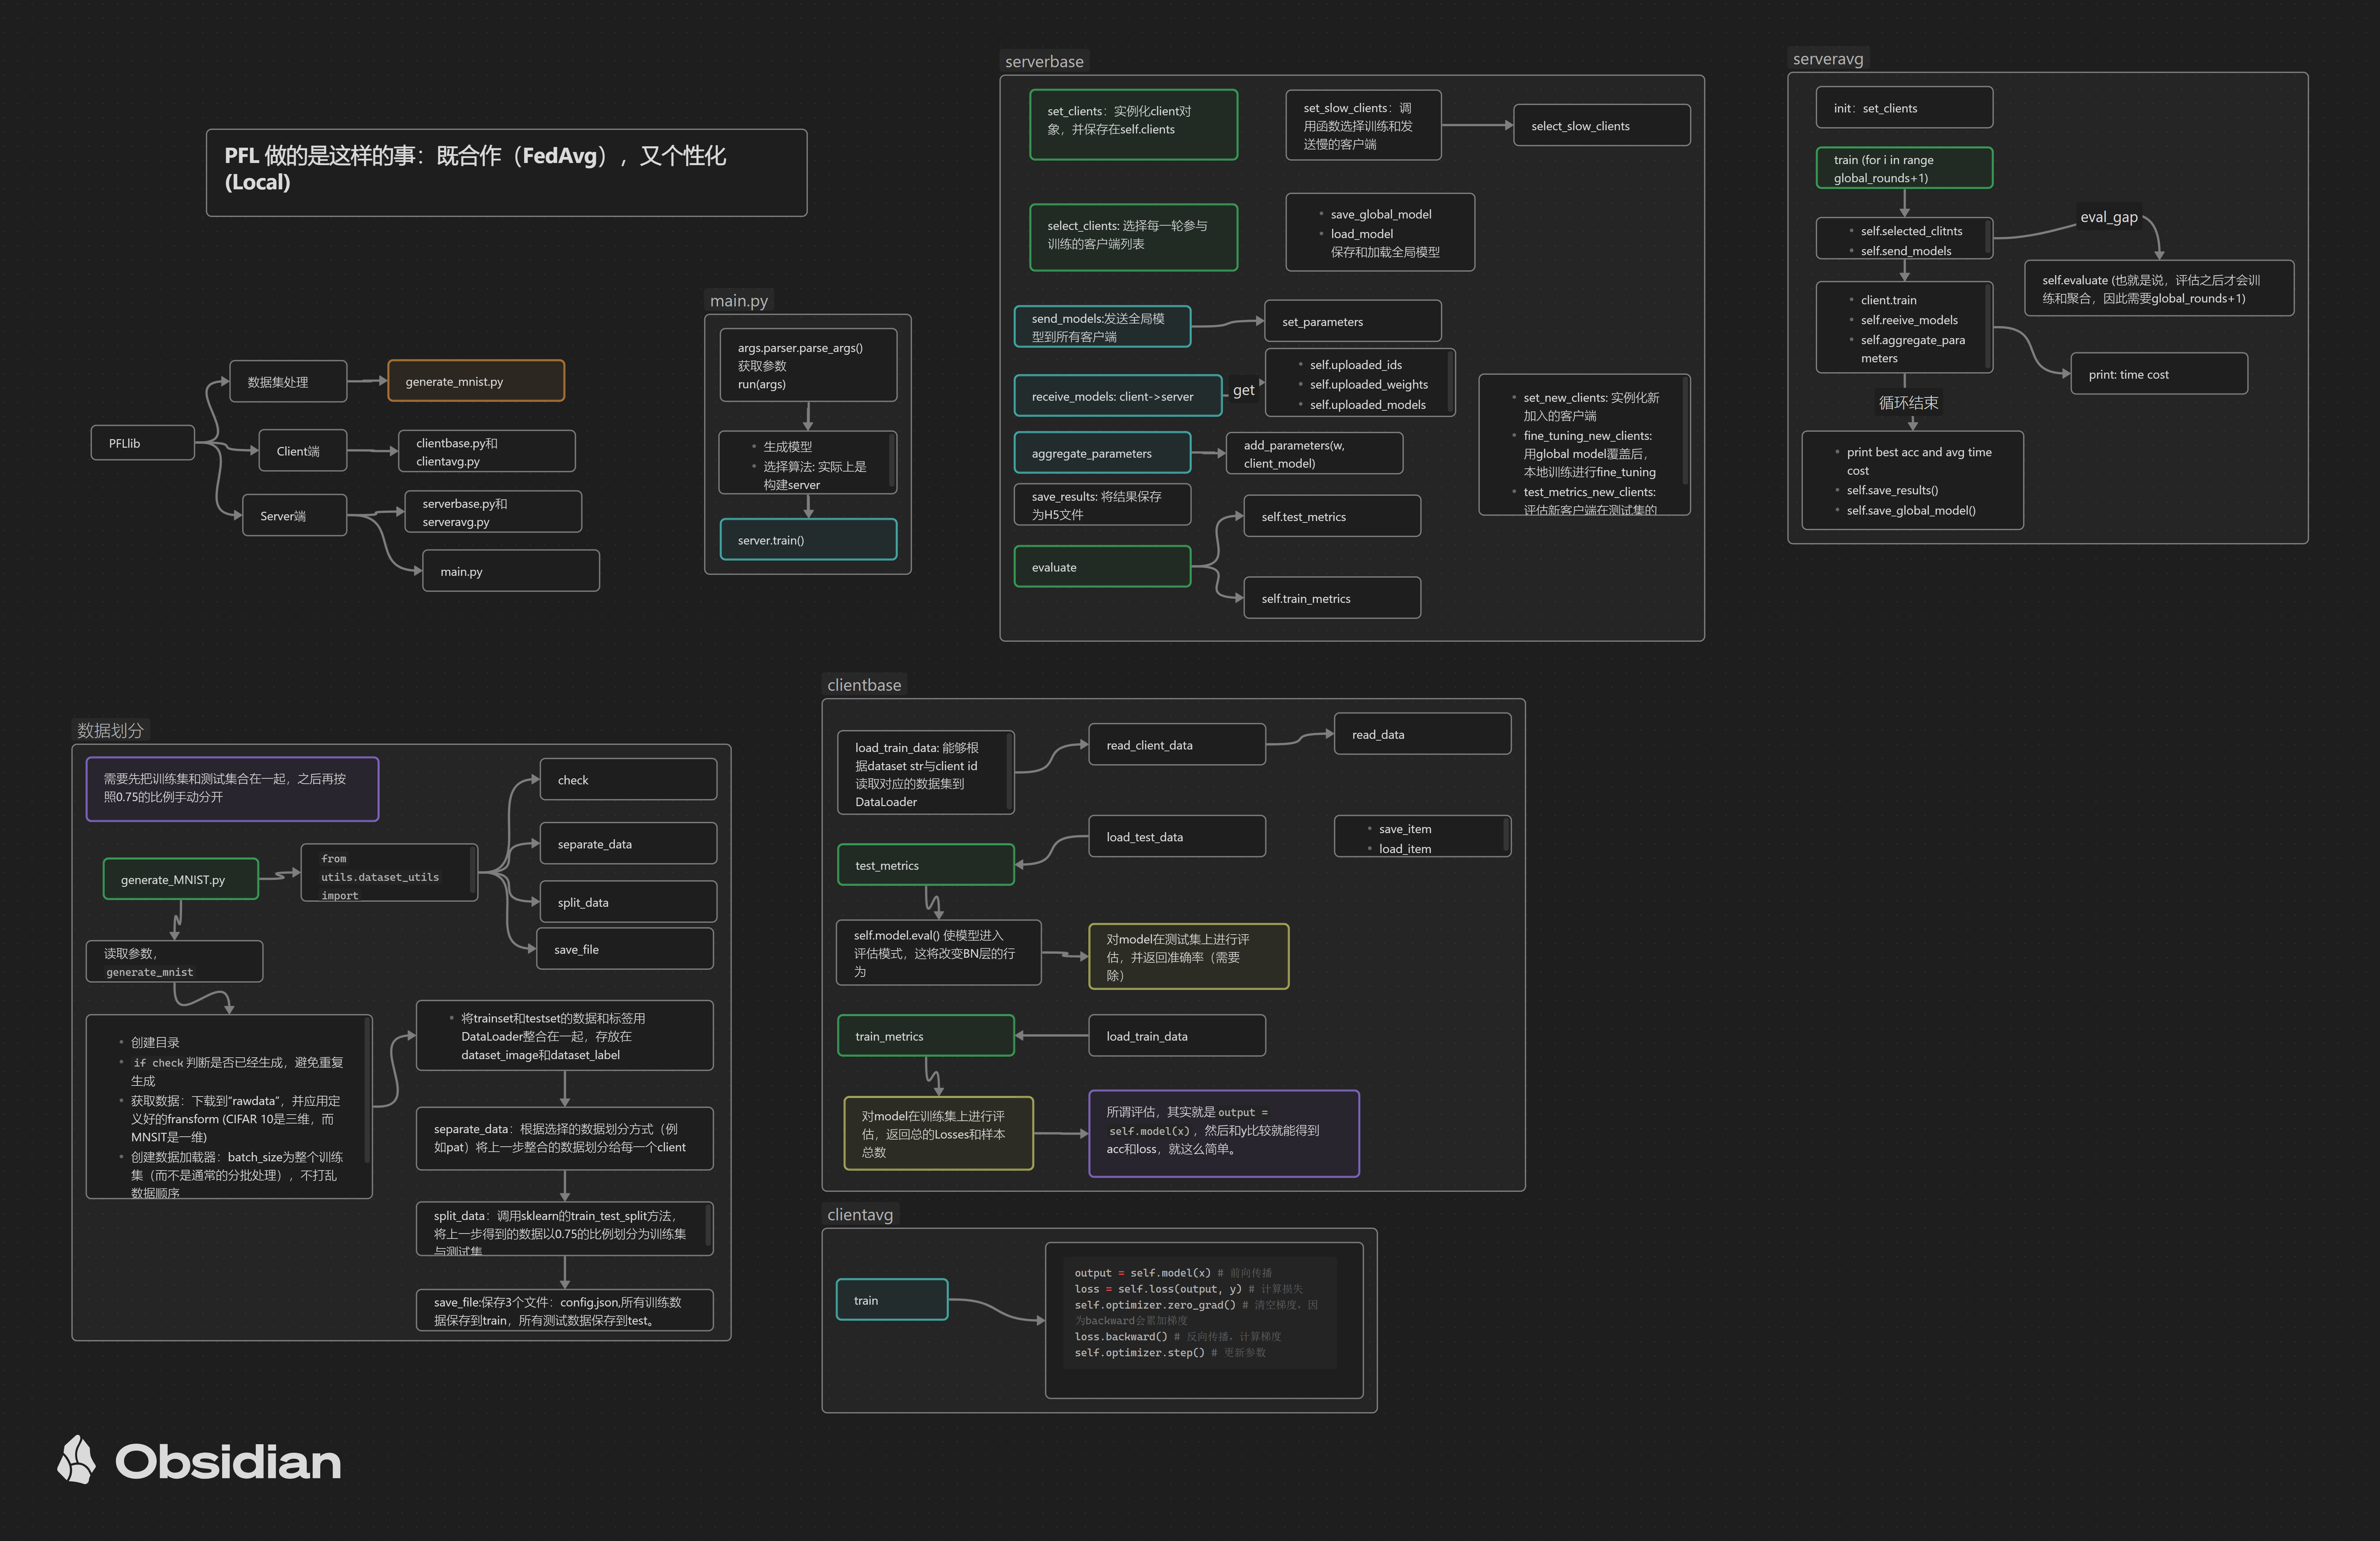 PFL 做的是这样的事：既合作（FedAvg），又个性化
(Local)
PFLlib
数据集处理
generate_mnist.py
Client端
clientbase.py和
clientavg.py
Server端
serverbase.py和
serveravg.py
main.py
main.py
args.parser.parse_args()
获取参数
run(args)
生成模型
选择算法: 实际上是
构建server
server.train()
serverbase
set_clients：实例化client对
象，并保存在self.clients
set_slow_clients：调
用函数选择训练和发
送慢的客户端
select_slow_clients
select_clients: 选择每一轮参与
训练的客户端列表
save_global_model
load_model
保存和加载全局模型
send_models:发送全局模
型到所有客户端
set_parameters
receive_models: client->server
get
self.uploaded_ids
self.uploaded_weights
self.uploaded_models
aggregate_parameters
add_parameters(w,
client_model)
save_results: 将结果保存
为H5文件
evaluate
self.test_metrics
self.train_metrics
set_new_clients: 实例化新
加入的客户端
fine_tuning_new_clients:
用global model覆盖后，
本地训练进行fine_tuning
test_metrics_new_clients:
评估新客户端在测试集的
serveravg
init：set_clients
train (for i in range
global_rounds+1)
self.selected_clitnts
self.send_models
eval_gap
self.evaluate (也就是说，评估之后才会训
练和聚合，因此需要global_rounds+1)
client.train
self.reeive_models
self.aggregate_para
meters
print: time cost
循环结束
print best acc and avg time
cost
self.save_results()
self.save_global_model()
数据划分
需要先把训练集和测试集合在一起，之后再按
照0.75的比例手动分开
generate_MNIST.py
from
utils.dataset_utils
import
check
separate_data
split_data
save_file
读取参数，
generate_mnist
创建目录
if check 判断是否已经生成，避免重复
生成
获取数据：下载到“rawdata”，并应用定
义好的fransform (CIFAR 10是三维，而
MNSIT是一维)
创建数据加载器：batch_size为整个训练
集（而不是通常的分批处理），不打乱
数据顺序
将trainset和testset的数据和标签用
DataLoader整合在一起，存放在
dataset_image和dataset_label
separate_data：根据选择的数据划分方式（例
如pat）将上一步整合的数据划分给每一个client
split_data：调用sklearn的train_test_split方法，
将上一步得到的数据以0.75的比例划分为训练集
与测试集
save_file:保存3个文件：config.json,所有训练数
据保存到train，所有测试数据保存到test。
clientbase
load_train_data: 能够根
据dataset str与client id
读取对应的数据集到
DataLoader
read_client_data
read_data
test_metrics
load_test_data
save_item
load_item
self.model.eval() 使模型进入
评估模式，这将改变BN层的行
为
对model在测试集上进行评
估，并返回准确率（需要
除）
train_metrics
load_train_data
对model在训练集上进行评
估，返回总的Losses和样本
总数
所谓评估，其实就是 output =
self.model(x) ，然后和y比较就能得到
acc和loss，就这么简单。
clientavg
train
output = self.model(x) # 前向传播
loss = self.loss(output, y) # 计算损失
self.optimizer.zero_grad() # 清空梯度，因
为backward会累加梯度
loss.backward() # 反向传播，计算梯度
self.optimizer.step() # 更新参数
Obsidian